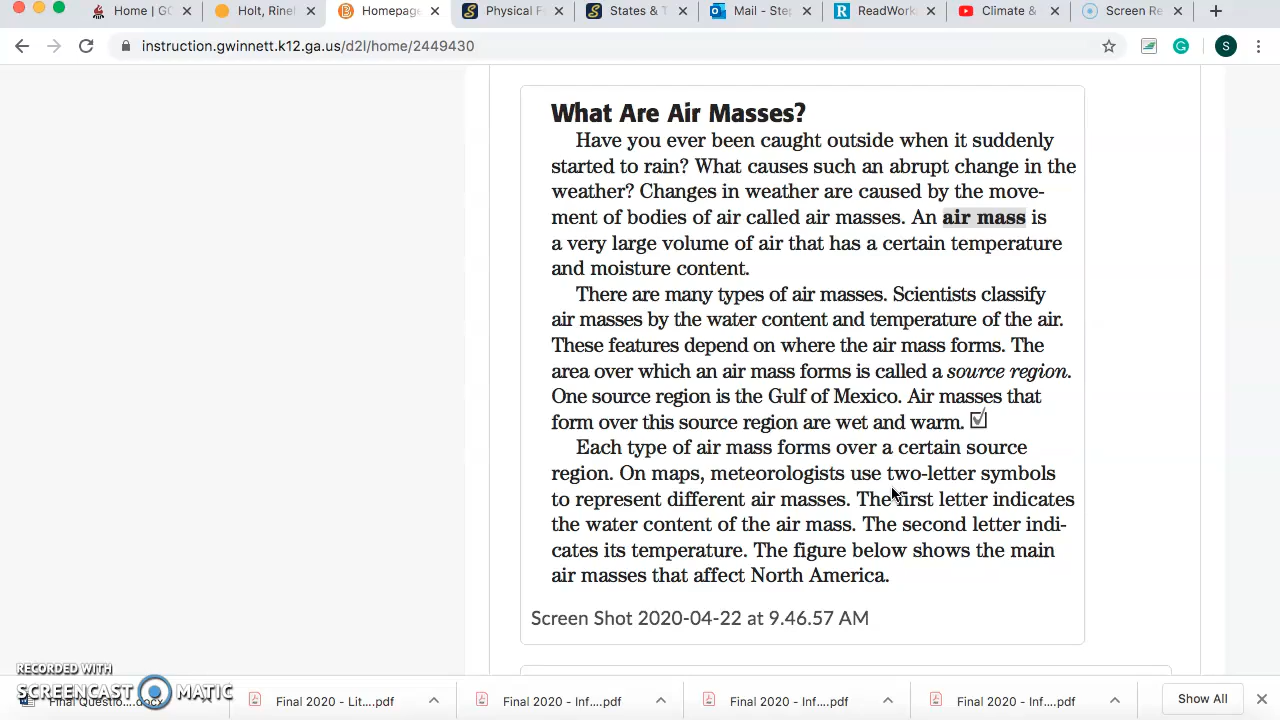 Home | GC
Holt, Rineh
Homepage
Physical F
States & T
Mail - Step
ReadWork
Climate &
Screen Re
instruction.gwinnett.k12.ga.us/d2l/home/2449430
S
What Are Air Masses?
Have you ever been caught outside when it suddenly
started to rain? What causes such an abrupt change in the
weather? Changes in weather are caused by the move-
ment of bodies of air called air masses. An air mass is
a very large volume of air that has a certain temperature
and moisture content.
There are many types of air masses. Scientists classify
air masses by the water content and temperature of the air.
These features depend on where the air mass forms. The
area over which an air mass forms is called a source region.
One source region is the Gulf of Mexico. Air masses that
form over this source region are wet and warm.
Each type of air mass forms over a certain source
region. On maps, meteorologists use two-letter symbols
to represent different air masses. The first letter indicates
the water content of the air mass. The second letter indi-
cates its temperature. The figure below shows the main
air masses that affect North America.
Screen Shot 2020-04-22 at 9.46.57 AM
RECORDED WITH
SCREENCAST MATIC
Final Questio....docx
Final 2020 - Lit....pdf
Final 2020 - Inf....pdf
Final 2020 - Inf....pdf
Final 2020 - Inf....pdf
Show All